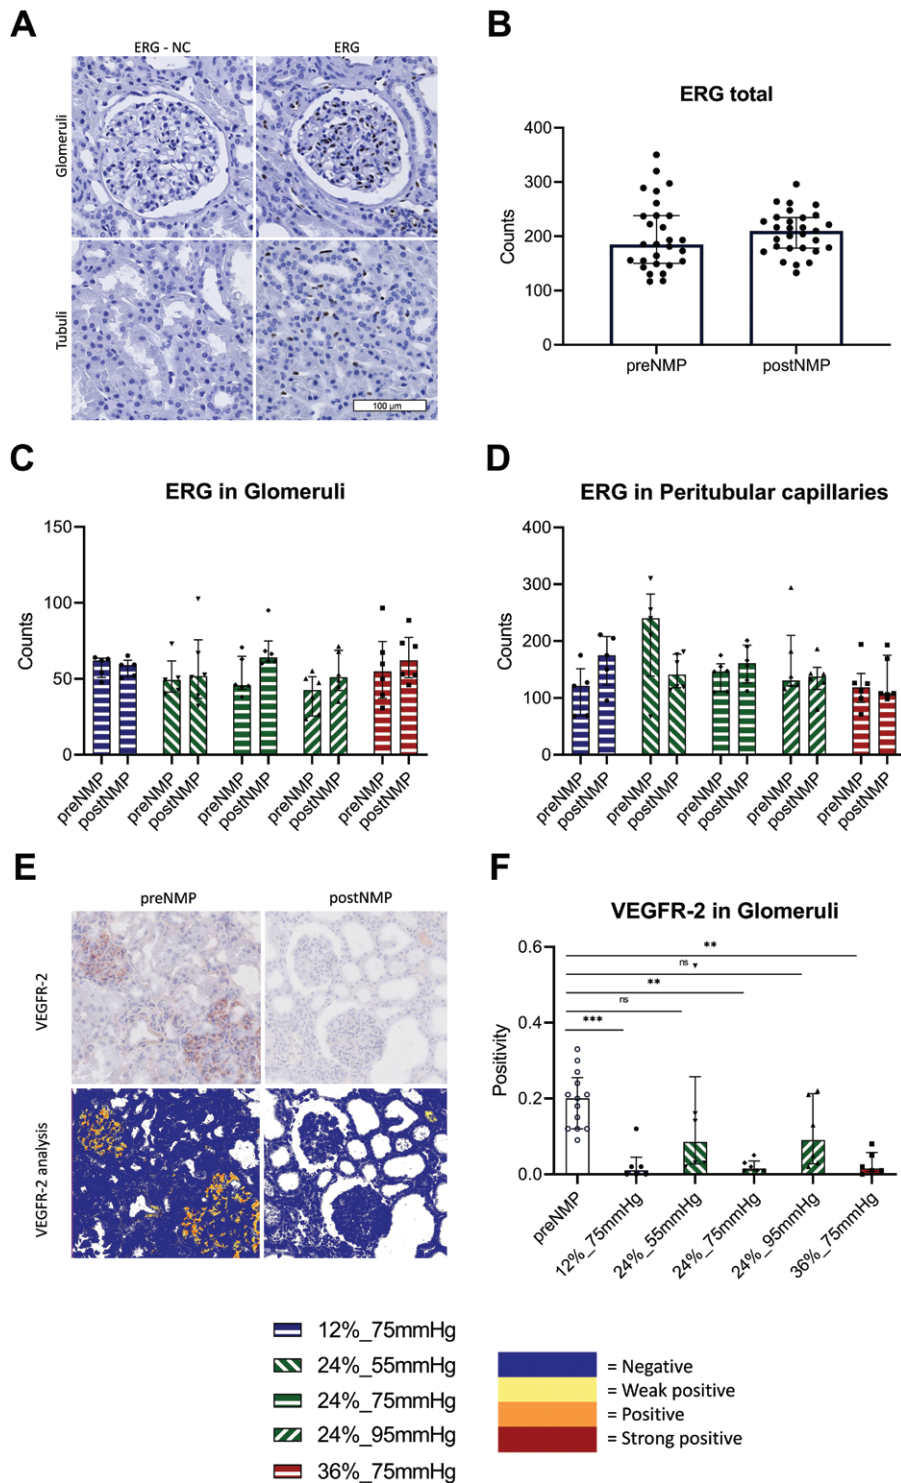 A
ERG - NC
ERG
Glomeruli
Tubuli
100 µm
B
ERG total
Counts
400
300
200
100
0
preNMP
postNMP
C
ERG in Glomeruli
Counts
150
100
50
0
preNMP
postNMP
preNMP
postNMP
preNMP
postNMP
preNMP
postNMP
preNMP
postNMP
D
ERG in Peritubular capillaries
Counts
400
300
200
100
0
preNMP
postNMP
preNMP
postNMP
preNMP
postNMP
preNMP
postNMP
preNMP
postNMP
E
preNMP
postNMP
VEGFR-2
VEGFR-2 analysis
F
VEGFR-2 in Glomeruli
Positivity
0.6
0.4
0.2
0.0
**
ns
**
ns
***
preNMP
12%_75mmHg
24%_55mmHg
24%_75mmHg
24%_95mmHg
36%_75mmHg
12%_75mmHg
24%_55mmHg
24%_75mmHg
24%_95mmHg
36%_75mmHg
= Negative
= Weak positive
= Positive
= Strong positive